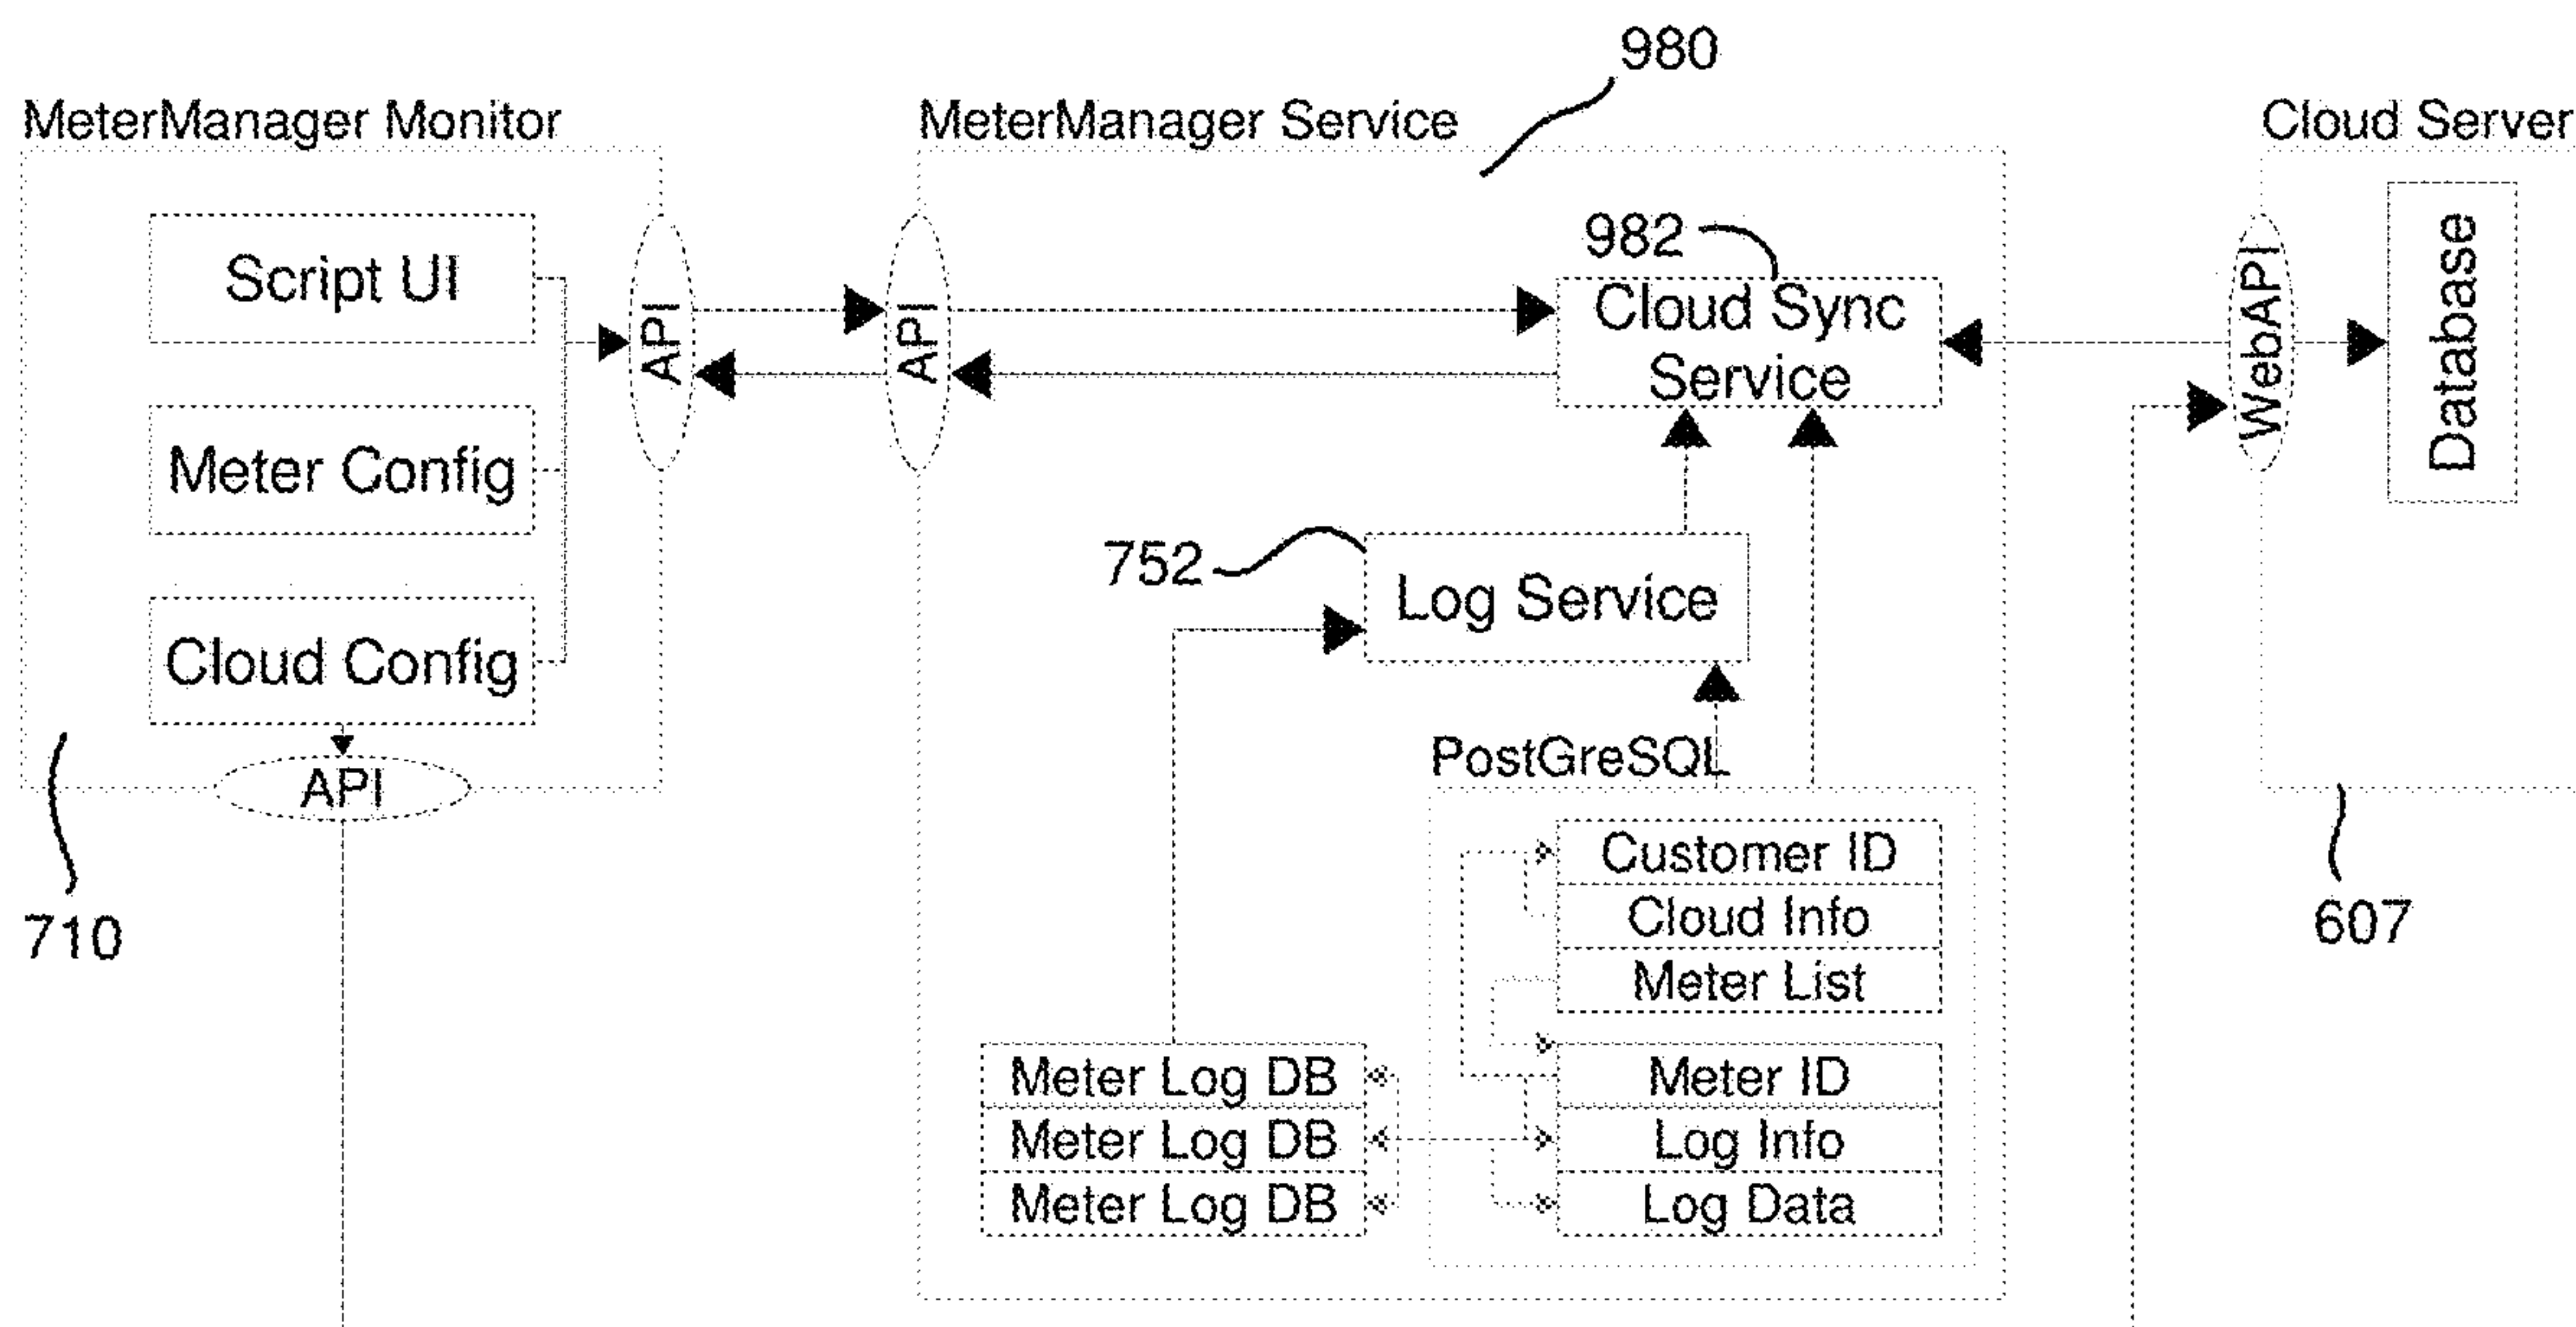 980
MeterManager Monitor
MeterManager Service
Cloud Server
Script UI
Meter Config
Cloud Config
API
API
710
API
982
Cloud Sync
Service
752
Log Service
PostGreSQL
Customer ID
Cloud Info
Meter List
Meter ID
Log Info
Log Data
Meter Log DB
Meter Log DB
Meter Log DB
WebAPI
Database
607